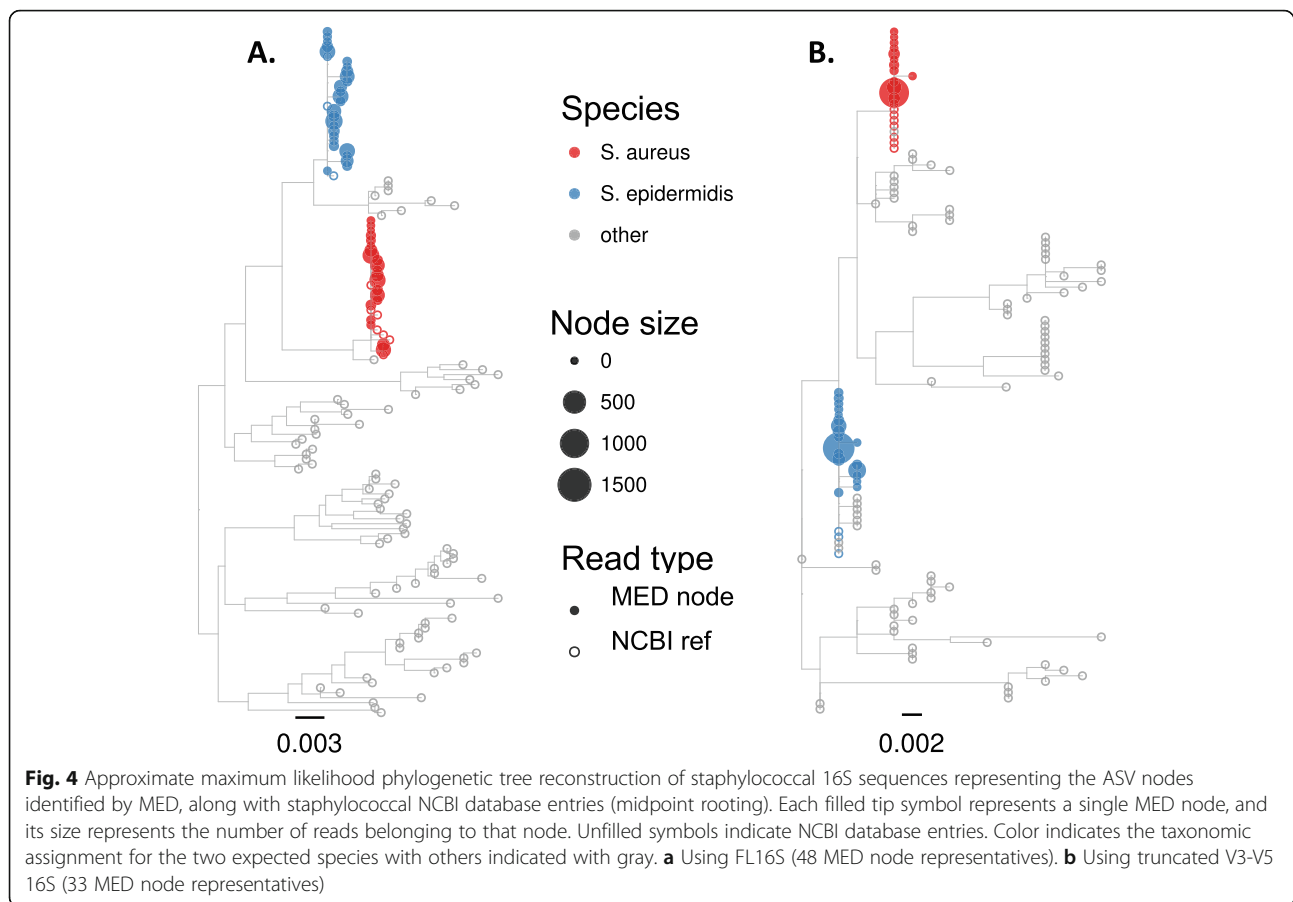 A.
B.
Species
S. aureus
S. epidermidis
other
Node size
0
500
1000
1500
Read type
MED node
NCBI ref
0.003
0.002
Fig. 4 Approximate maximum likelihood phylogenetic tree reconstruction of staphylococcal 16S sequences representing the ASV nodes
identified by MED, along with staphylococcal NCBI database entries (midpoint rooting). Each filled tip symbol represents a single MED node, and
its size represents the number of reads belonging to that node. Unfilled symbols indicate NCBI database entries. Color indicates the taxonomic
assignment for the two expected species with others indicated with gray. a Using FL16S (48 MED node representatives). b Using truncated V3-V5
16S (33 MED node representatives)